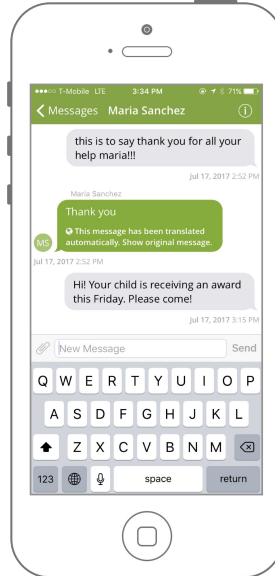 T-Mobile LTE 3:34 PM 71%
Messages Maria Sanchez
this is to say thank you for all your
help maria!!!
Jul 17, 2017 2:52 PM
Maria Sanchez
Thank you
This message has been translated
automatically. Show original message.
MS
Jul 17, 2017 2:52 PM
Hi! Your child is receiving an award
this Friday. Please come!
Jul 17, 2017 3:15 PM
New Message Send
Q W E R T Y U I O P
A S D F G H J K L
Z X C V B N M
123 space return